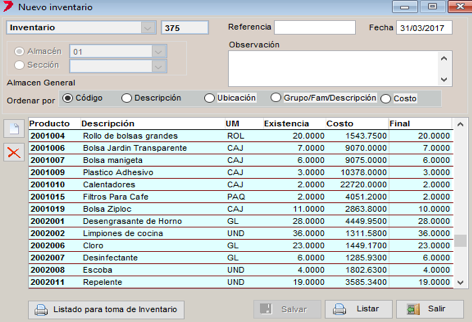 Nuevo inventario
Inventario 375 Referencia Fecha 31/03/2017
Almacén 01 Observación
Sección
Almacen General
Ordenar por Código Descripción Ubicación Grupo/Fam/Descripción Costo
Producto Descripción UM Existencia Costo Final
2001004 Rollo de bolsas grandes ROL 20.0000 1543.7500 20.0000
2001006 Bolsa Jardin Transparente CAJ 7.0000 9070.0000 7.0000
2001007 Bolsa manigeta CAJ 6.0000 9075.0000 6.0000
2001009 Plastico Adhesivo CAJ 3.0000 10378.0000 3.0000
2001010 Calentadores CAJ 2.0000 22720.0000 2.0000
2001015 Filtros Para Cafe PAQ 2.0000 4051.2000 2.0000
2001019 Bolsa Ziploc CAJ 11.0000 2863.8000 10.0000
2002001 Desengrasante de Horno GL 28.0000 4449.9500 28.0000
2002002 Limpiones de cocina UND 36.0000 1311.5800 36.0000
2002006 Cloro GL 23.0000 1449.1700 23.0000
2002007 Desinfectante GL 6.0000 1285.9300 6.0000
2002008 Escoba UND 4.0000 1802.6300 4.0000
2002011 Repelente UND 19.0000 3585.3400 19.0000
Listado para toma de Inventario Salvar Listar Salir